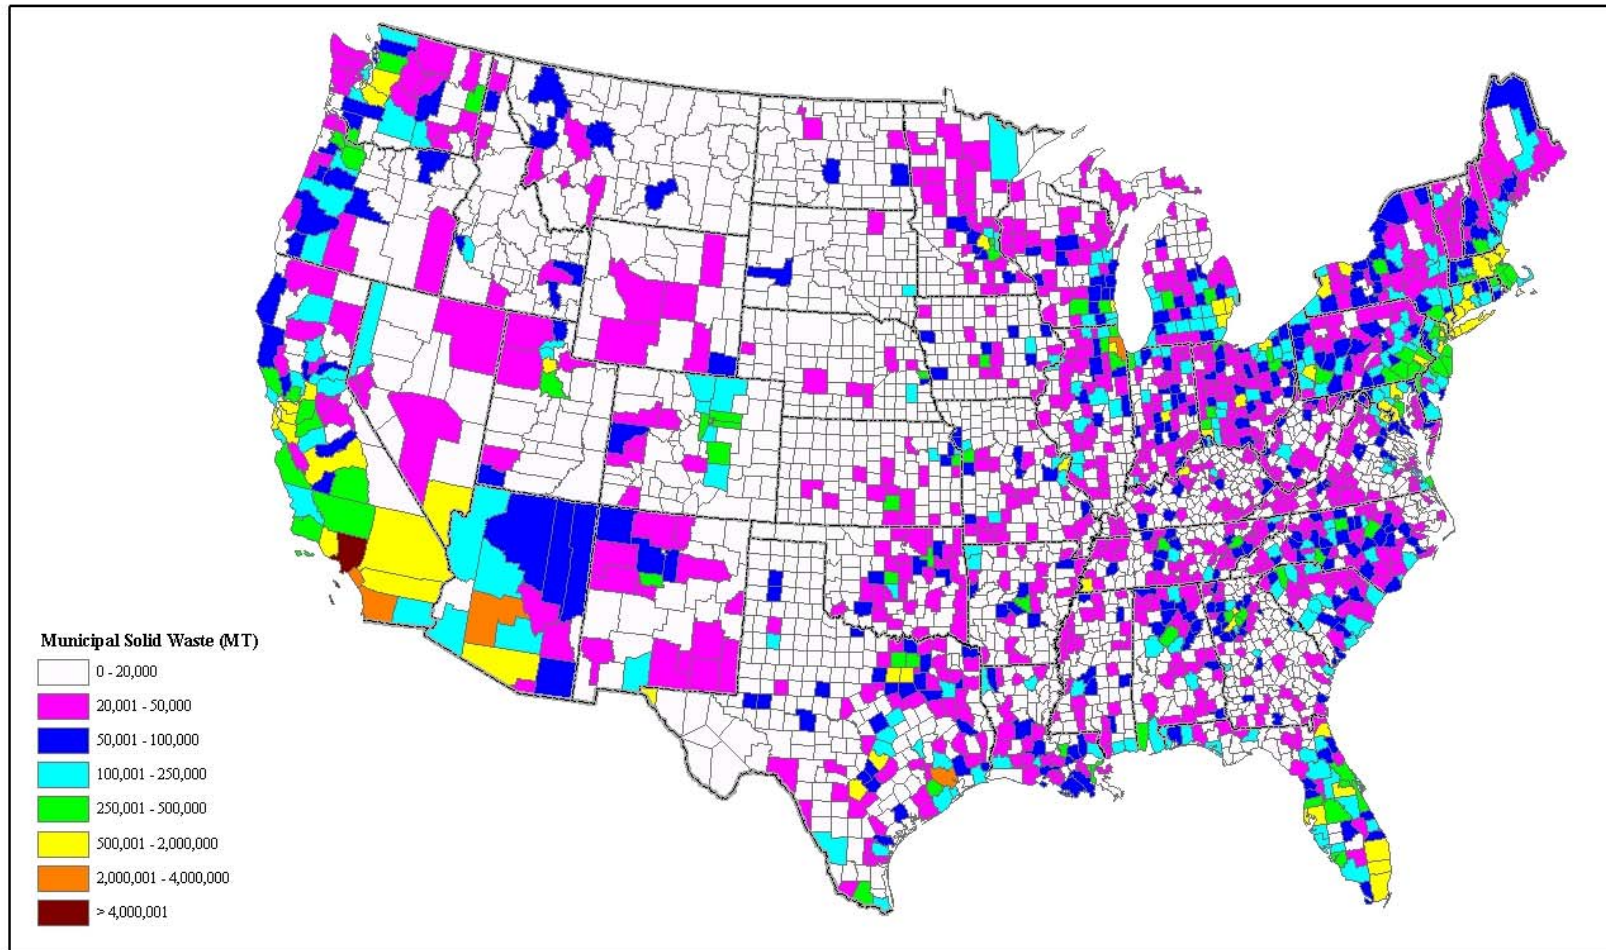 Municipal Solid Waste (MT)
0 - 20,000
20,001 - 50,000
50,001 - 100,000
100,001 - 250,000
250,001 - 500,000
500,001 - 2,000,000
2,000,001 - 4,000,000
> 4,000,001